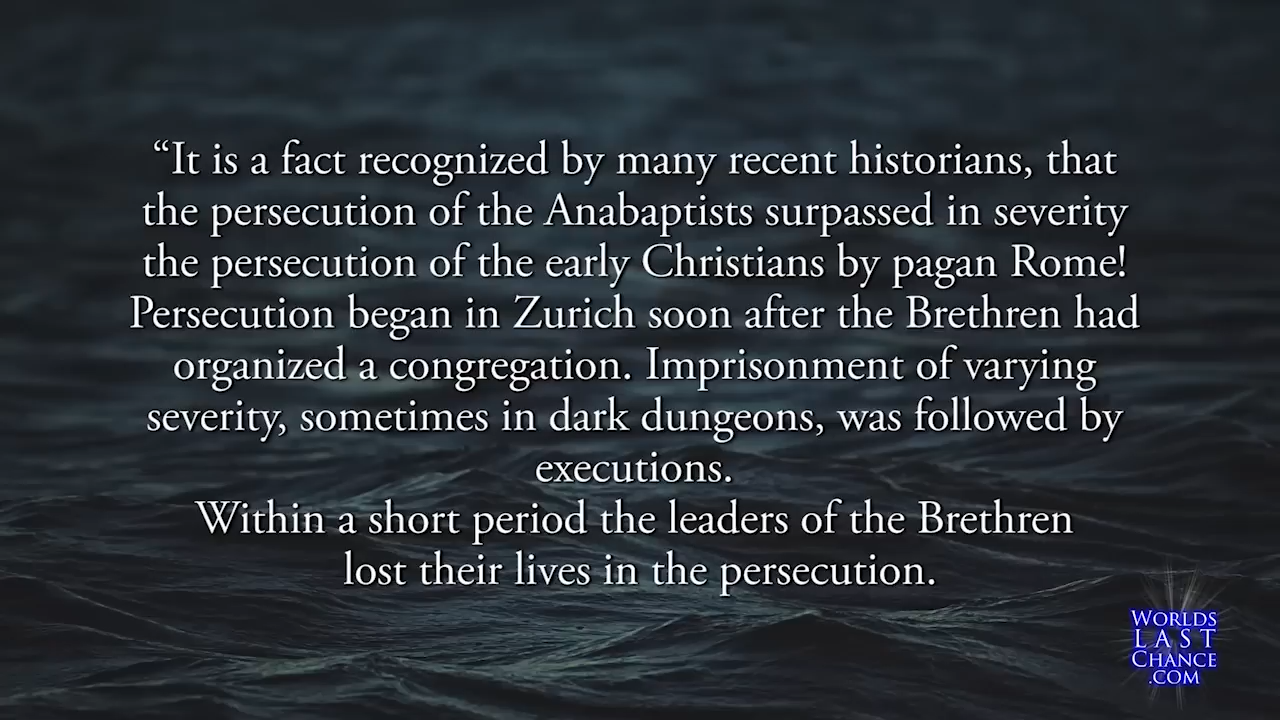 “It is a fact recognized by many recent historians, that
the persecution of the Anabaptists surpassed in severity
the persecution of the early Christians by pagan Rome!
Persecution began in Zurich soon after the Brethren had
organized a congregation. Imprisonment of varying
severity, sometimes in dark dungeons, was followed by
executions.
Within a short period the leaders of the Brethren
lost their lives in the persecution.
WORLDS
LAST
CHANCE
.COM